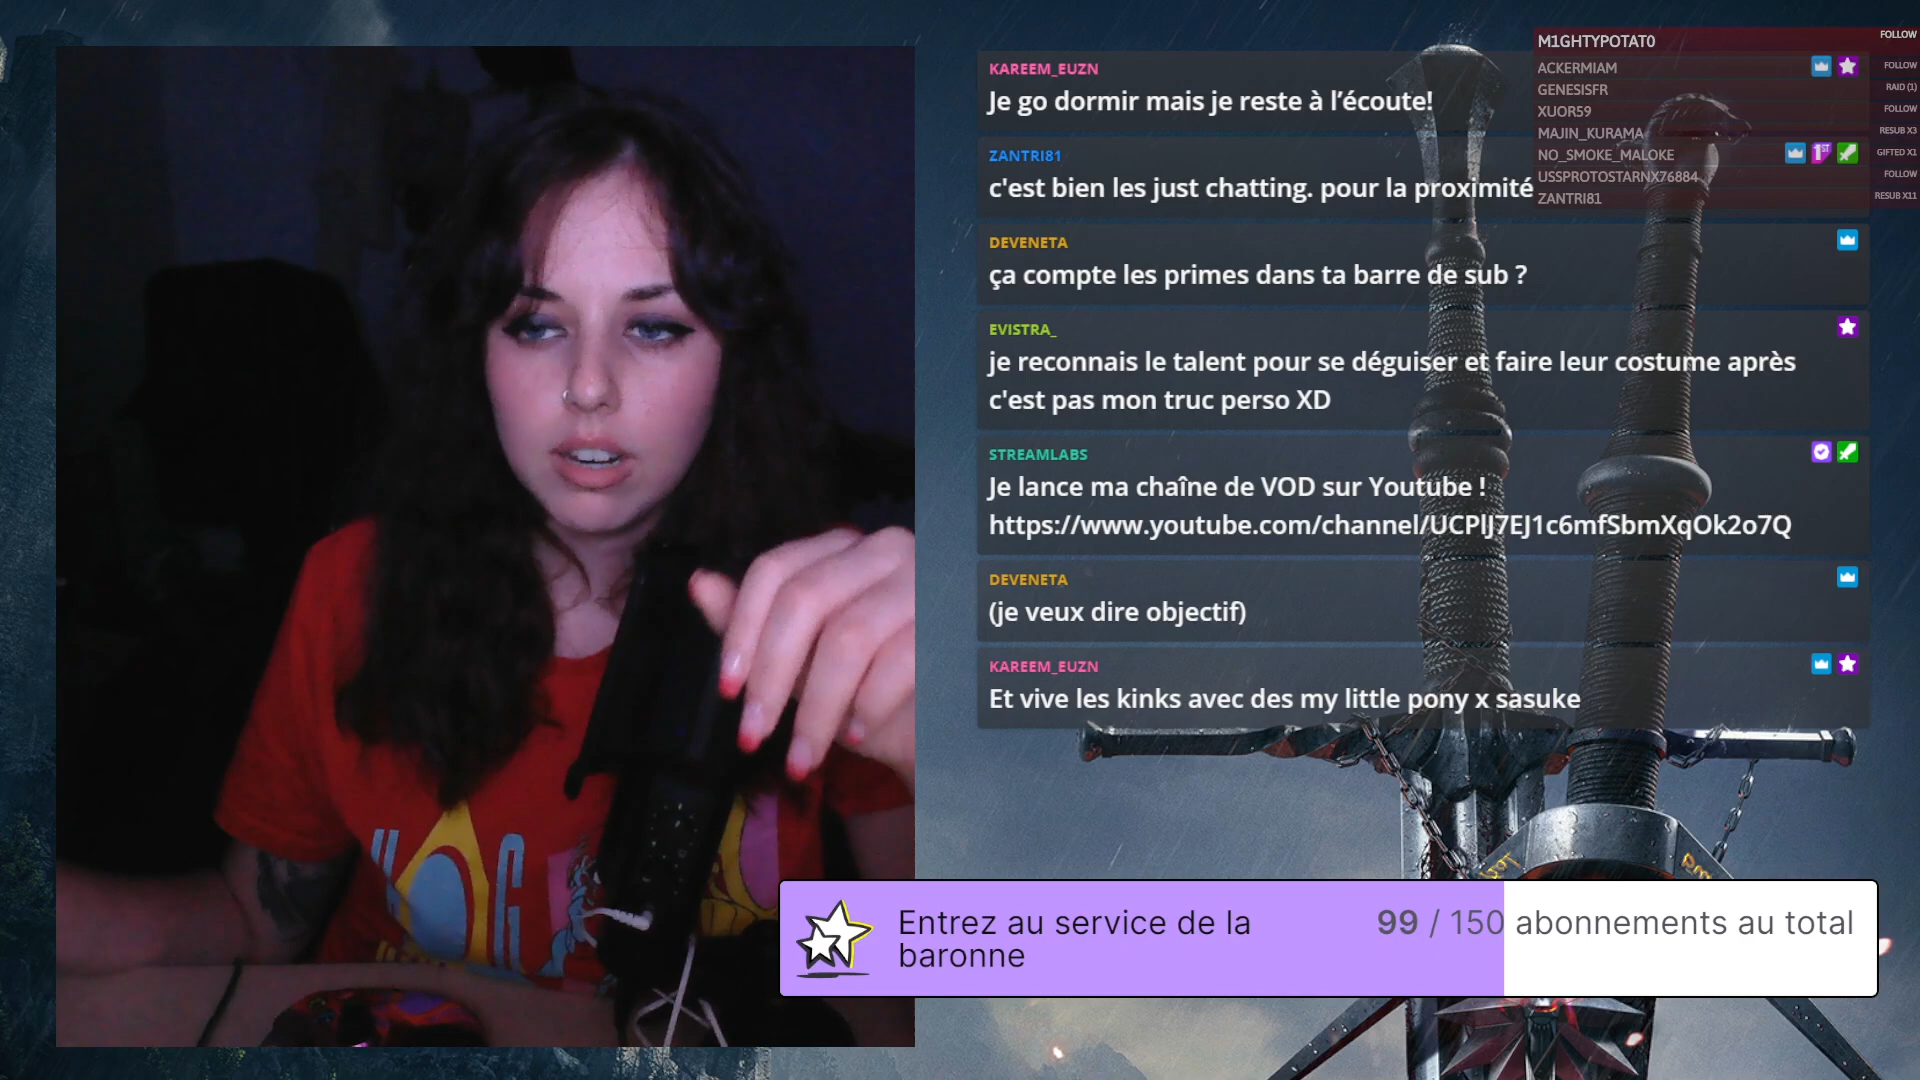 KAREEM_EUZN
Je go dormir mais je reste à l’écoute!
ZANTRI81
c'est bien les just chatting. pour la proximité
DEVENETA
ça compte les primes dans ta barre de sub ?
EVISTRA_
je reconnais le talent pour se déguiser et faire leur costume après
c'est pas mon truc perso XD
STREAMLABS
Je lance ma chaîne de VOD sur Youtube !
https://www.youtube.com/channel/UCPlJ7EJ1c6mfSbmXqOk2o7Q
DEVENETA
(je veux dire objectif)
KAREEM_EUZN
Et vive les kinks avec des my little pony x sasuke
M1GHTYPOTAT0 FOLLOW
ACKERMIAM FOLLOW
GENESISFR RAID (1)
XUOR59 FOLLOW
MAJIN_KURAMA RESUB X3
NO_SMOKE_MALOKE GIFTED X1
USSPROTOSTARNX76884 FOLLOW
ZANTRI81 RESUB X11
1ST
Entrez au service de la
baronne
99 / 150 abonnements au total